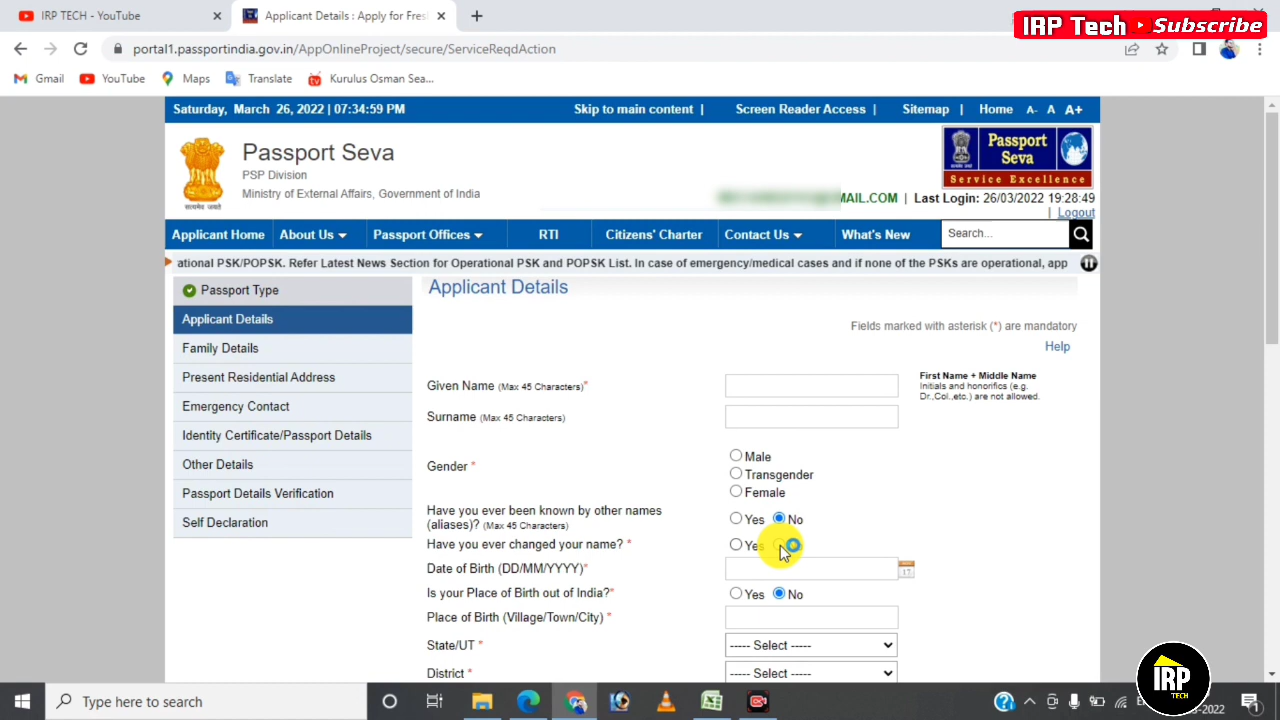 IRP TECH - YouTube
Applicant Details : Apply for Fres
IRP Tech Subscribe
portal1.passportindia.gov.in/AppOnlineProject/secure/ServiceReqdAction
Gmail YouTube Maps Translate Kurulus Osman Sea...
Saturday, March 26, 2022 | 07:34:59 PM Skip to main content | Screen Reader Access | Sitemap | Home A- A A+
Passport Seva
PSP Division
Ministry of External Affairs, Government of India
Passport Seva
Service Excellence
MAIL.COM | Last Login: 26/03/2022 19:28:49
| Logout
Applicant Home About Us Passport Offices RTI Citizens' Charter Contact Us What's New Search...
ational PSK/POPSK. Refer Latest News Section for Operational PSK and POPSK List. In case of emergency/medical cases and if none of the PSKs are operational, app
Passport Type
Applicant Details
Family Details
Present Residential Address
Emergency Contact
Identity Certificate/Passport Details
Other Details
Passport Details Verification
Self Declaration
Applicant Details
Fields marked with asterisk (*) are mandatory
Help
Given Name (Max 45 Characters)*
First Name + Middle Name
Initials and honorifics (e.g.
Dr.,Col.,etc.) are not allowed.
Surname (Max 45 Characters)
Gender *
Male
Transgender
Female
Have you ever been known by other names
(aliases)? (Max 45 Characters)
Yes No
Have you ever changed your name? *
Yes
Date of Birth (DD/MM/YYYY)*
17
Is your Place of Birth out of India?*
Yes No
Place of Birth (Village/Town/City) *
State/UT *
----- Select -----
District *
----- Select -----
Type here to search
IRP
TECH